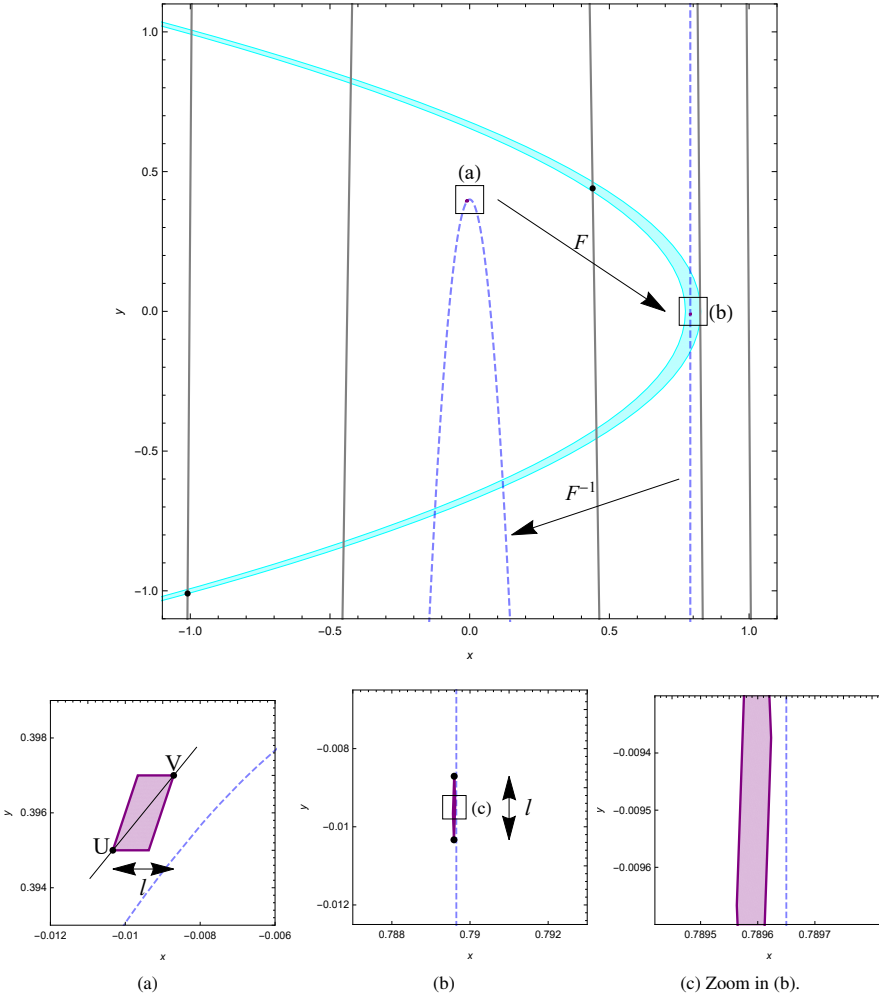 1.0
0.5
0.0
−0.5
−1.0
y
−1.0 −0.5 0.0 0.5 1.0
x
(a)
F
(b)
F−1
0.398
0.396
0.394
y
V
U
l
−0.012 −0.01 −0.008 −0.006
x
(a)
−0.008
−0.01
−0.012
y
(c)
l
0.788 0.79 0.792
x
(b)
−0.0094
−0.0095
−0.0096
y
0.7895 0.7896 0.7897
x
(c) Zoom in (b).